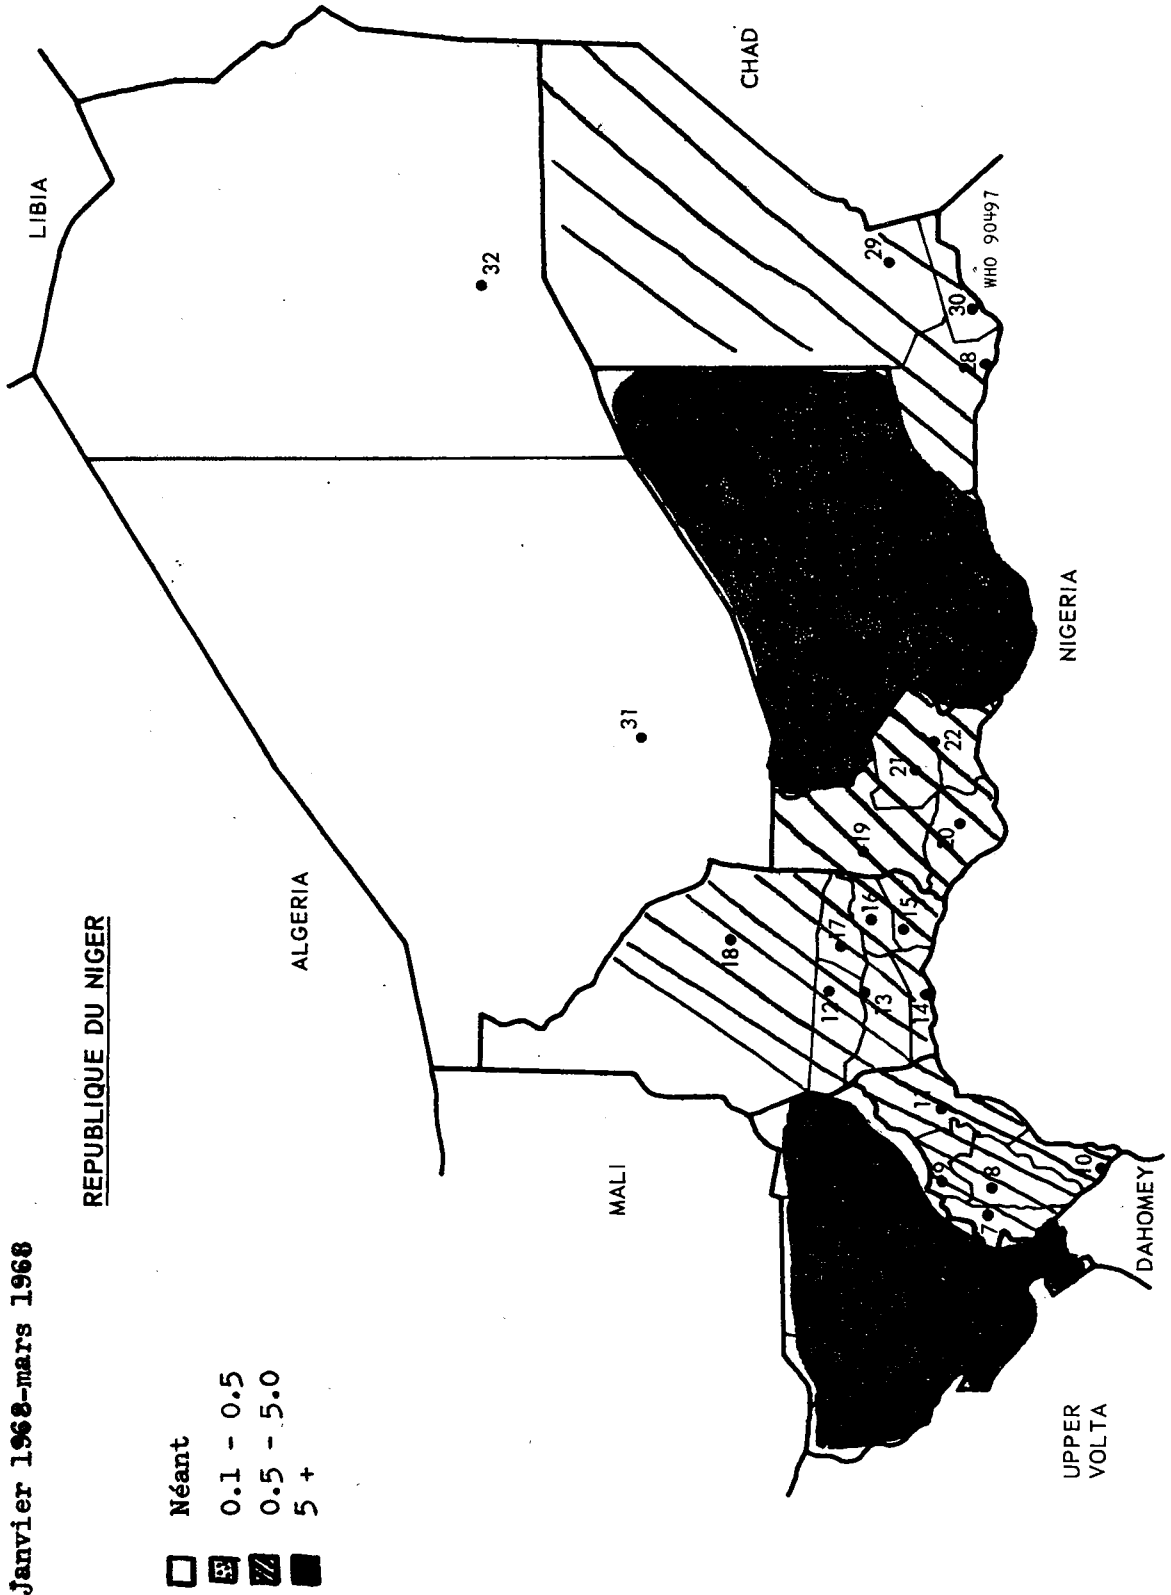 Janvier 1968-mars 1968
REPUBLIQUE DU NIGER
Néant
0.1 - 0.5
0.5 - 5.0
5 +
LIBIA
ALGERIA
CHAD
MALI
NIGERIA
UPPER
VOLTA
DAHOMEY
WHO 90497
7
8
9
10
11
12
13
14
15
16
17
18
19
20
21
22
28
29
30
31
32